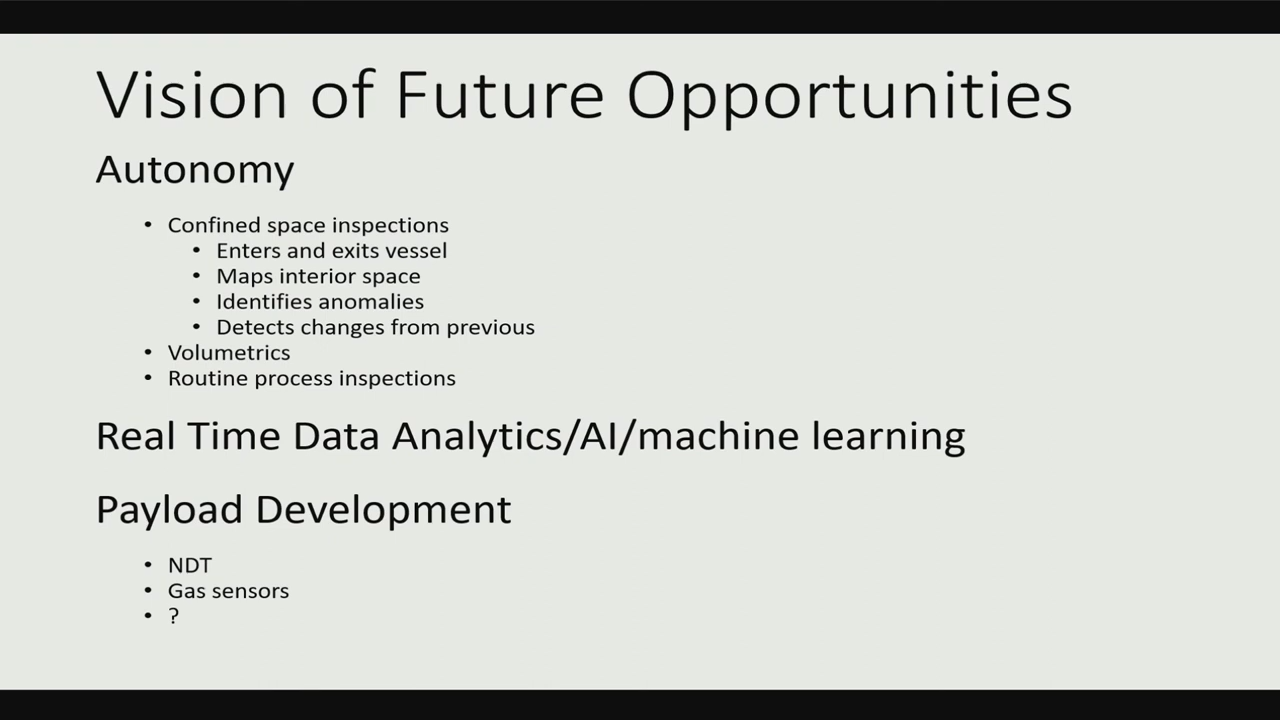 Vision of Future Opportunities
Autonomy
• Confined space inspections
• Enters and exits vessel
• Maps interior space
• Identifies anomalies
• Detects changes from previous
• Volumetrics
• Routine process inspections
Real Time Data Analytics/AI/machine learning
Payload Development
• NDT
• Gas sensors
• ?